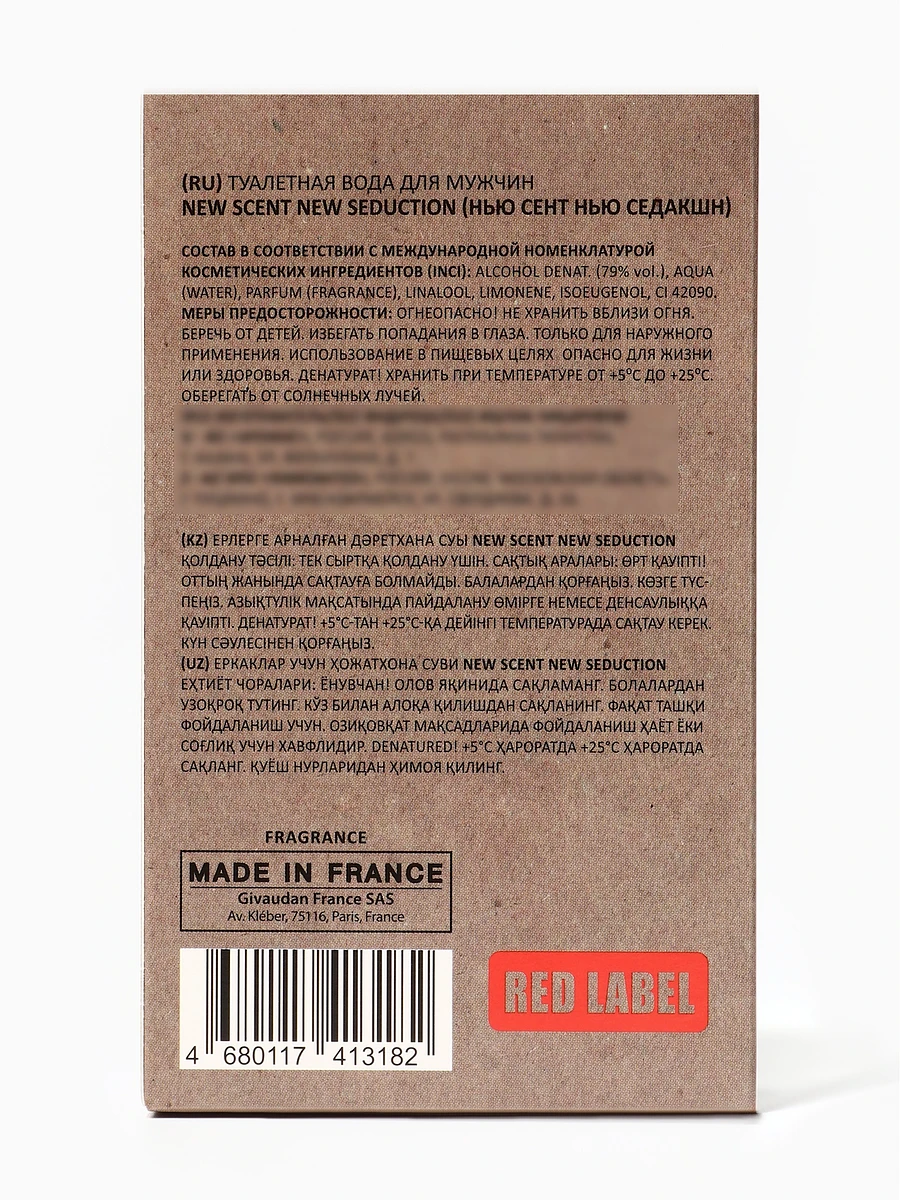 (RU) ТУАЛЕТНАЯ ВОДА ДЛЯ МУЖЧИН
NEW SCENT NEW SEDUCTION (НЬЮ СЕНТ НЬЮ СЕДАКШН)
СОСТАВ В СООТВЕТСТВИИ С МЕЖДУНАРОДНОЙ НОМЕНКЛАТУРОЙ
КОСМЕТИЧЕСКИХ ИНГРЕДИЕНТОВ (INCI): ALCOHOL DENAT. (79% vol.), AQUA
(WATER), PARFUM (FRAGRANCE), LINALOOL, LIMONENE, ISOEUGENOL, CI 42090.
МЕРЫ ПРЕДОСТОРОЖНОСТИ: ОГНЕОПАСНО! НЕ ХРАНИТЬ ВБЛИЗИ ОГНЯ.
БЕРЕЧЬ ОТ ДЕТЕЙ. ИЗБЕГАТЬ ПОПАДАНИЯ В ГЛАЗА. ТОЛЬКО ДЛЯ НАРУЖНОГО
ПРИМЕНЕНИЯ. ИСПОЛЬЗОВАНИЕ В ПИЩЕВЫХ ЦЕЛЯХ ОПАСНО ДЛЯ ЖИЗНИ
ИЛИ ЗДОРОВЬЯ. ДЕНАТУРАТ! ХРАНИТЬ ПРИ ТЕМПЕРАТУРЕ ОТ +5°С ДО +25°С.
ОБЕРЕГАТЬ ОТ СОЛНЕЧНЫХ ЛУЧЕЙ.
(KZ) ЕРЛЕРГЕ АРНАЛҒАН ДӘРЕТХАНА СУЫ NEW SCENT NEW SEDUCTION
ҚОЛДАНУ ТӘСІЛІ: ТЕК СЫРТҚА ҚОЛДАНУ ҮШІН. САҚТЫҚ АРАЛАРЫ: ӨРТ ҚАУІПТІ!
ОТТЫҢ ЖАНЫНДА САҚТАУҒА БОЛМАЙДЫ. БАЛАЛАРДАН ҚОРҒАҢЫЗ. КӨЗГЕ ТҮС-
ПЕҢІЗ. АЗЫҚТҮЛІК МАҚСАТЫНДА ПАЙДАЛАНУ ӨМІРГЕ НЕМЕСЕ ДЕНСАУЛЫҚҚА
ҚАУІПТІ. ДЕНАТУРАТ! +5°С-ТАН +25°С-ҚА ДЕЙІНГІ ТЕМПЕРАТУРАДА САҚТАУ КЕРЕК.
КҮН СӘУЛЕСІНЕН ҚОРҒАҢЫЗ.
(UZ) ЕРКАКЛАР УЧУН ҲОЖАТХОНА СУВИ NEW SCENT NEW SEDUCTION
ЕҲТИЁТ ЧОРАЛАРИ: ЁНУВЧАН! ОЛОВ ЯҚИНИДА САҚЛАМАНГ. БОЛАЛАРДАН
УЗОҚРОҚ ТУТИНГ. КЎЗ БИЛАН АЛОҚА ҚИЛИШДАН САҚЛАНИНГ. ФАҚАТ ТАШҚИ
ФОЙДАЛАНИШ УЧУН. ОЗИҚОВҚАТ МАҚСАДЛАРИДА ФОЙДАЛАНИШ ҲАЁТ ЁКИ
СОҒЛИҚ УЧУН ХАВФЛИДИР. DENATURED! +5°С ҲАРОРАТДА +25°С ҲАРОРАТДА
САҚЛАНГ. ҚУЁШ НУРЛАРИДАН ҲИМОЯ ҚИЛИНГ.
FRAGRANCE
MADE IN FRANCE
Givaudan France SAS
Av. Kléber, 75116, Paris, France
4 680117 413182
RED LABEL